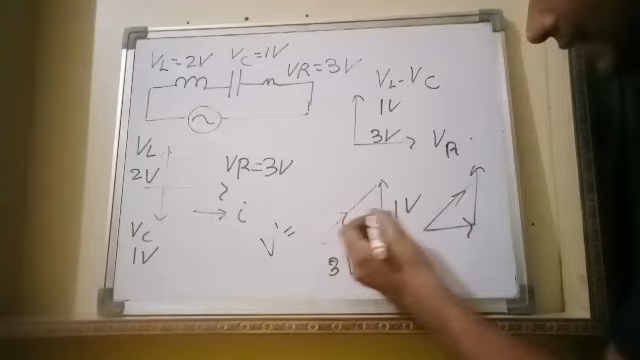 VL=2V VC=1V VR=3V
VL-VC
1V
3V VR
VL
2V
VR=3V
i
VC
1V
V=
1V
3